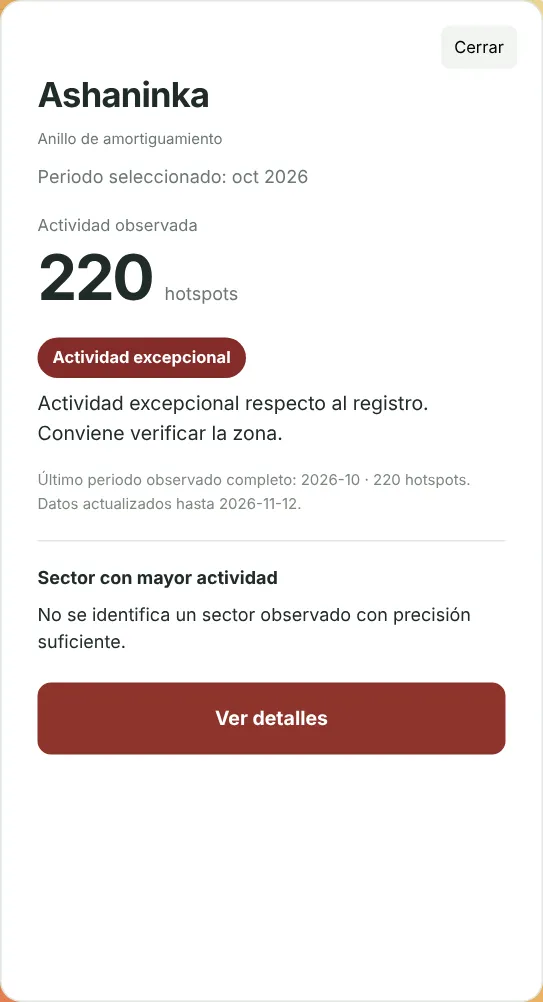 Cerrar
Ashaninka
Anillo de amortiguamiento
Periodo seleccionado: oct 2026
Actividad observada
220 hotspots
Actividad excepcional
Actividad excepcional respecto al registro.
Conviene verificar la zona.
Último periodo observado completo: 2026-10 · 220 hotspots.
Datos actualizados hasta 2026-11-12.
Sector con mayor actividad
No se identifica un sector observado con precisión
suficiente.
Ver detalles